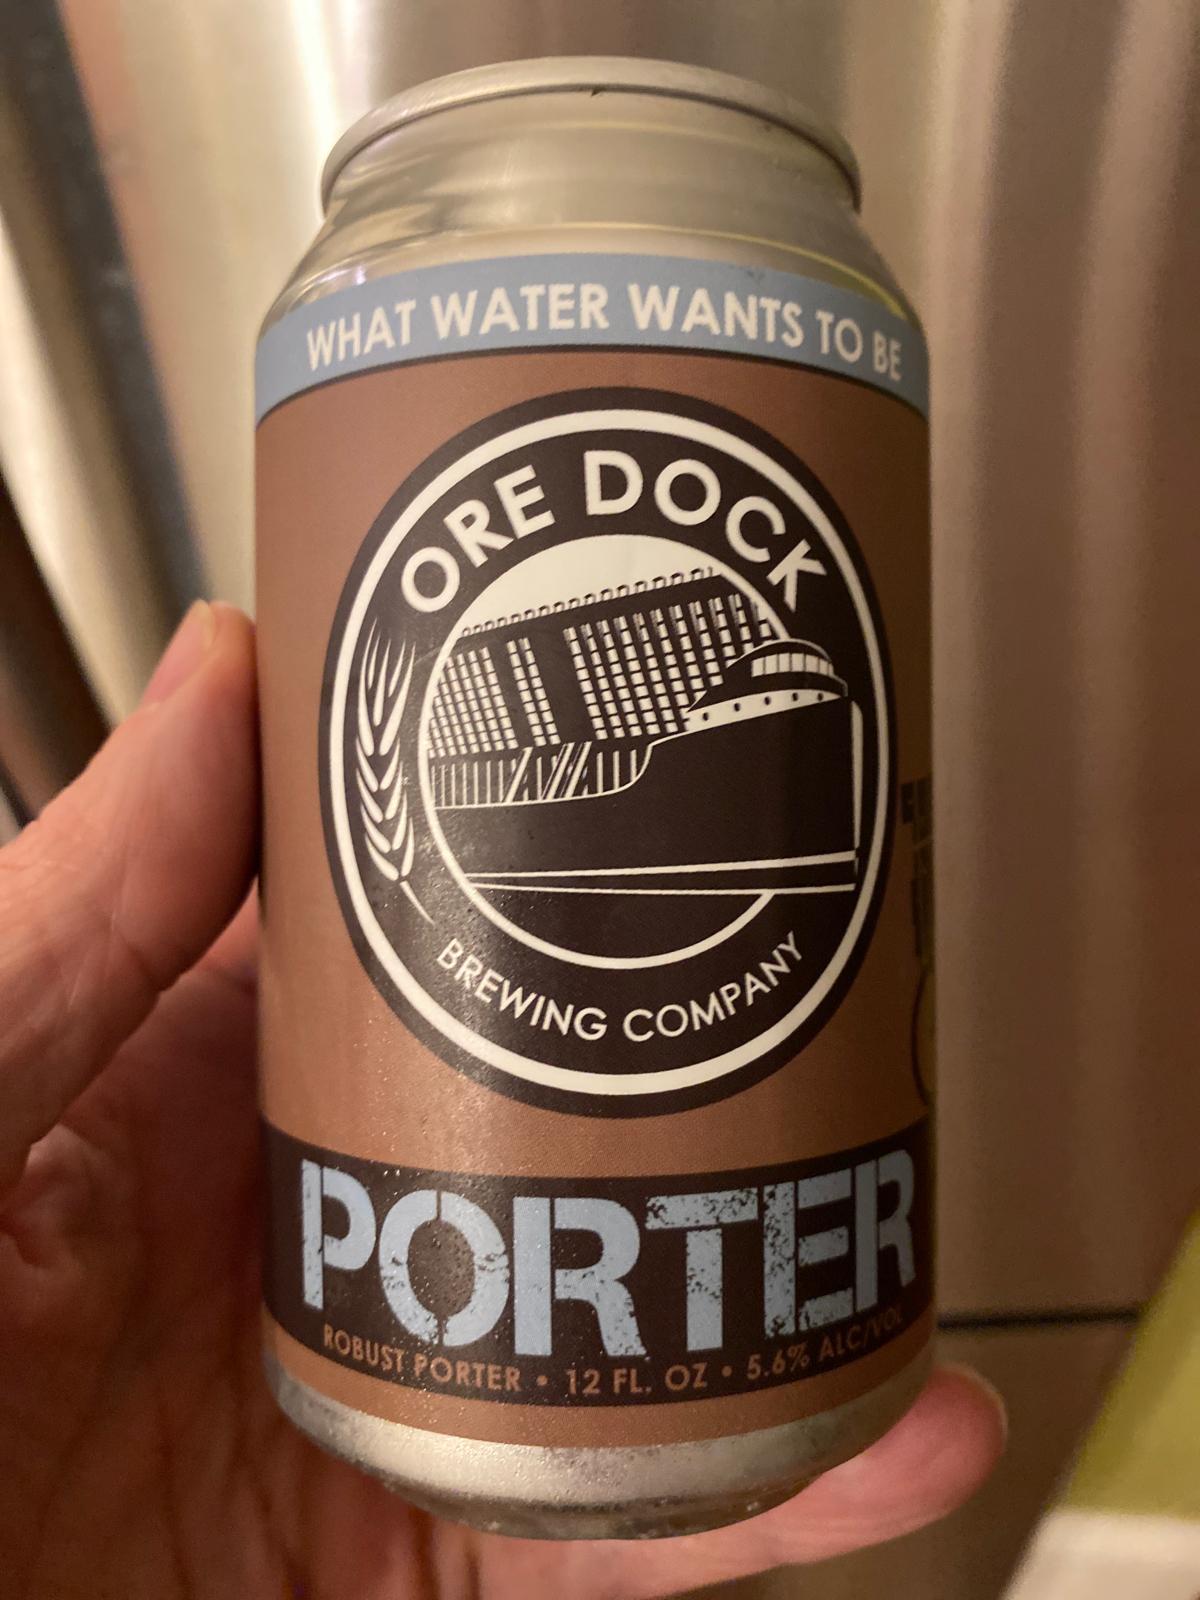 WHAT WATER WANTS TO BE
ORE DOCK
BREWING COMPANY
PORTER
ROBUST PORTER • 12 FL. OZ • 5.6% ALC/VOL